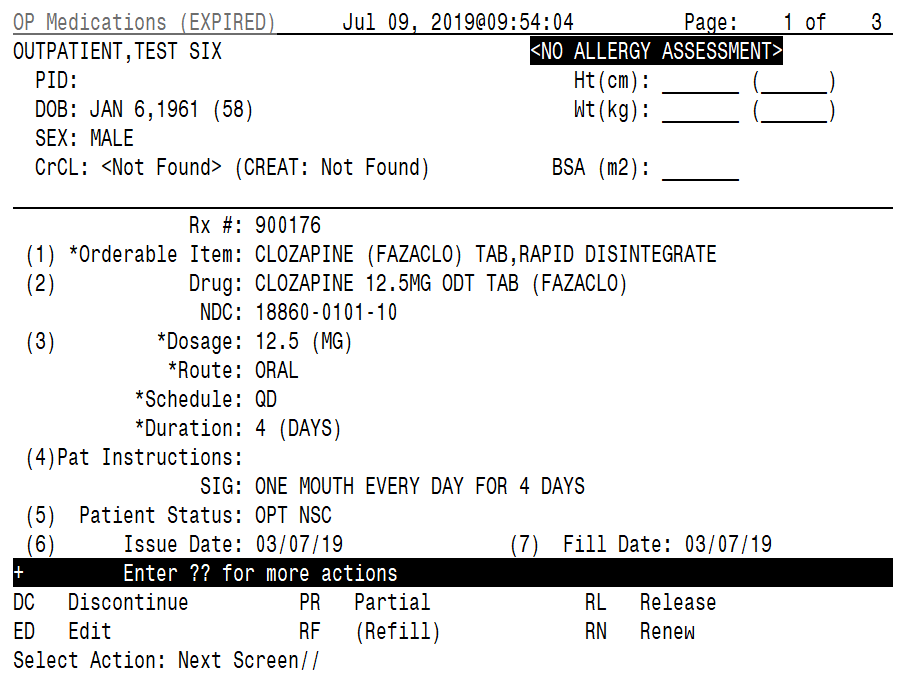 OP Medications (EXPIRED)      Jul 09, 2019@09:54:04          Page:    1 of    3
OUTPATIENT,TEST SIX                            <NO ALLERGY ASSESSMENT>
  PID:                                             Ht(cm): _______ (______)
  DOB: JAN 6,1961 (58)                             Wt(kg): _______ (______)
  SEX: MALE
  CrCL: <Not Found> (CREAT: Not Found)           BSA (m2): _______
                Rx #: 900176
 (1) *Orderable Item: CLOZAPINE (FAZACLO) TAB,RAPID DISINTEGRATE
 (2)            Drug: CLOZAPINE 12.5MG ODT TAB (FAZACLO)
                 NDC: 18860-0101-10
 (3)         *Dosage: 12.5 (MG)
              *Route: ORAL
           *Schedule: QD
           *Duration: 4 (DAYS)
 (4)Pat Instructions:
                 SIG: ONE MOUTH EVERY DAY FOR 4 DAYS
 (5)  Patient Status: OPT NSC
 (6)      Issue Date: 03/07/19               (7)  Fill Date: 03/07/19
+         Enter ?? for more actions
DC   Discontinue          PR   Partial              RL   Release
ED   Edit                 RF   (Refill)             RN   Renew
Select Action: Next Screen//